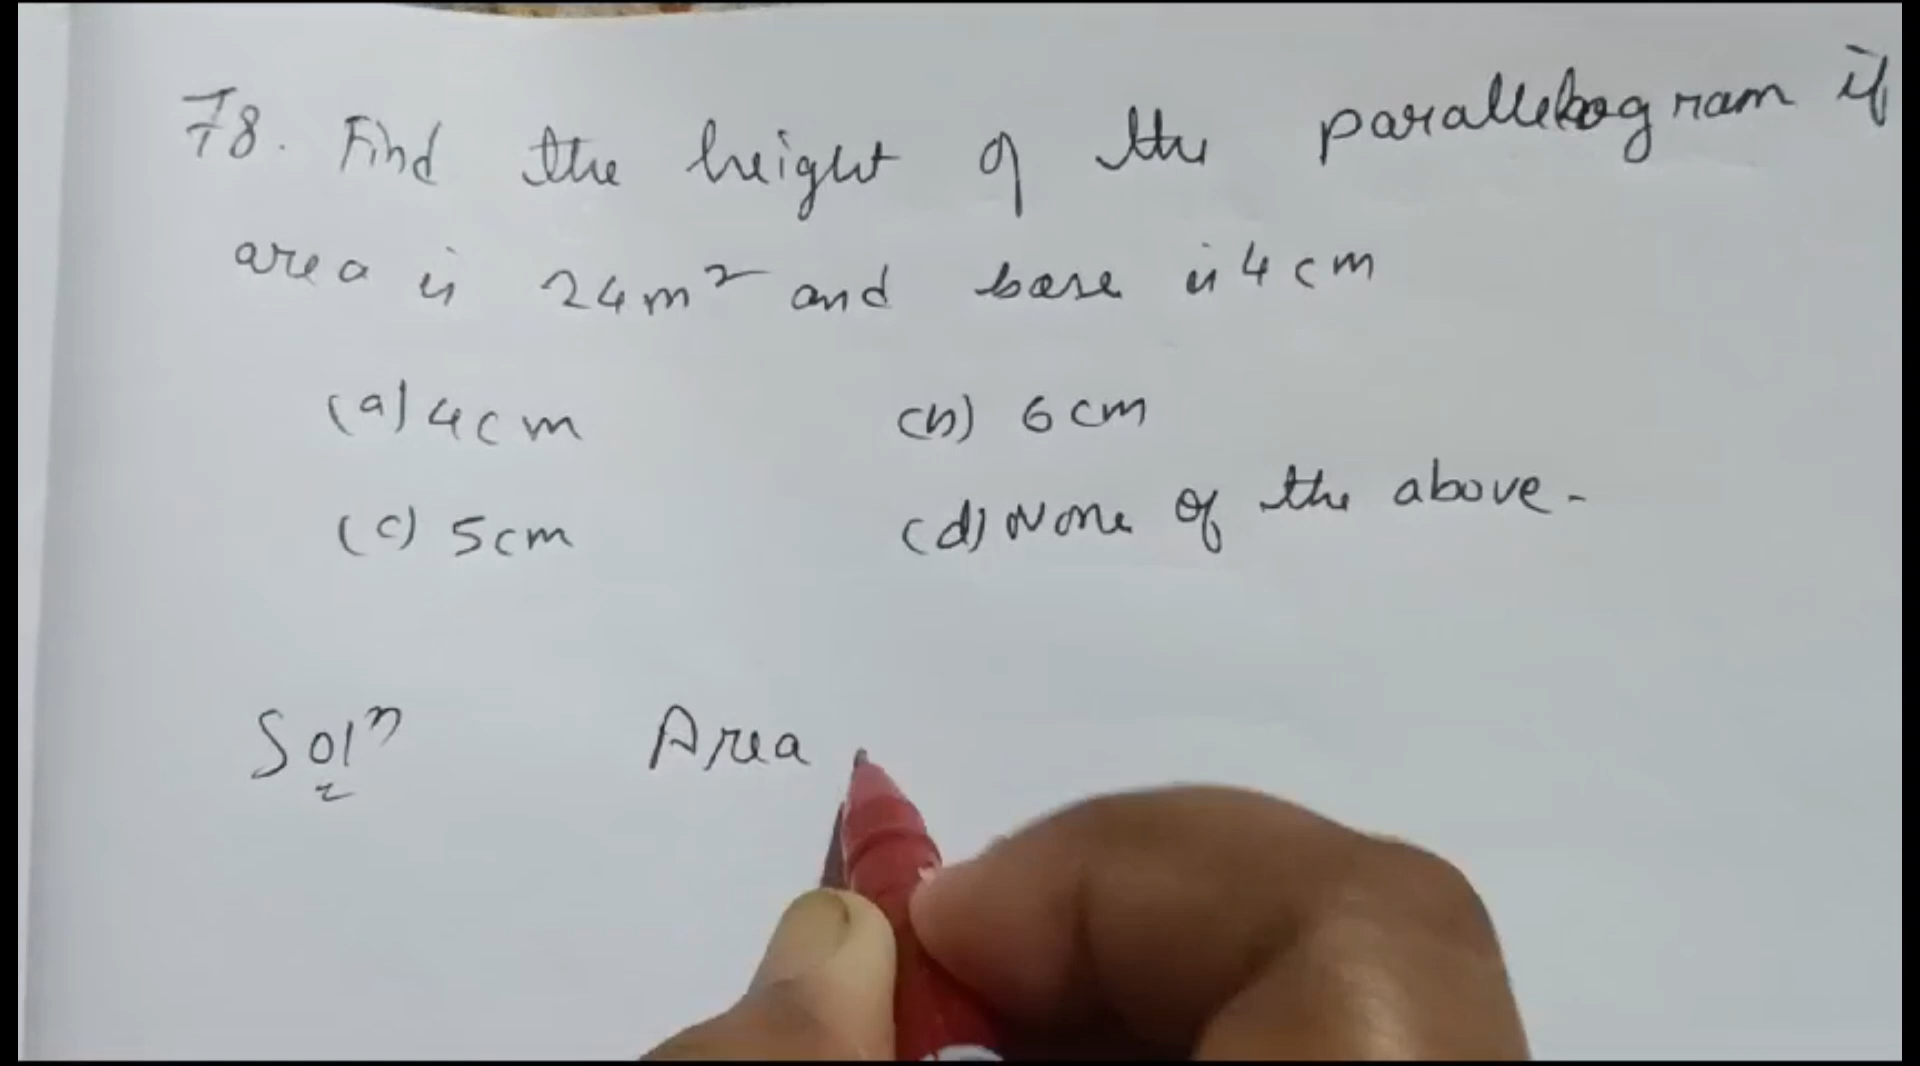 78. Find the height of the parallelogram if
area is 24m² and base is 4cm
(a) 4cm (b) 6cm
(c) 5cm (d) None of the above.
Solⁿ Area